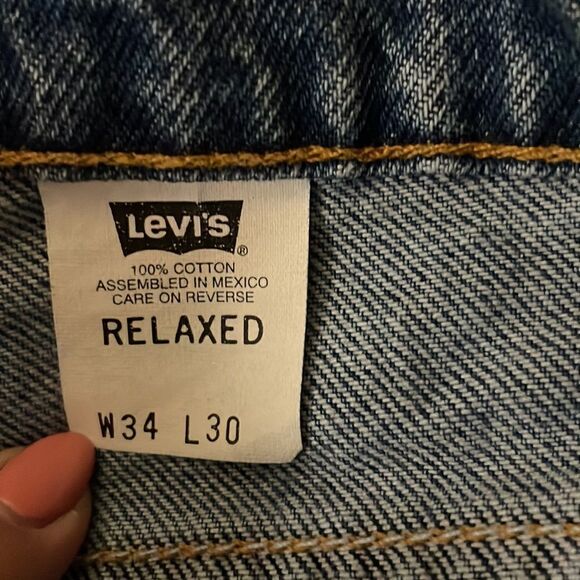 Levi's
®
100% COTTON
ASSEMBLED IN MEXICO
CARE ON REVERSE
RELAXED
W34 L30